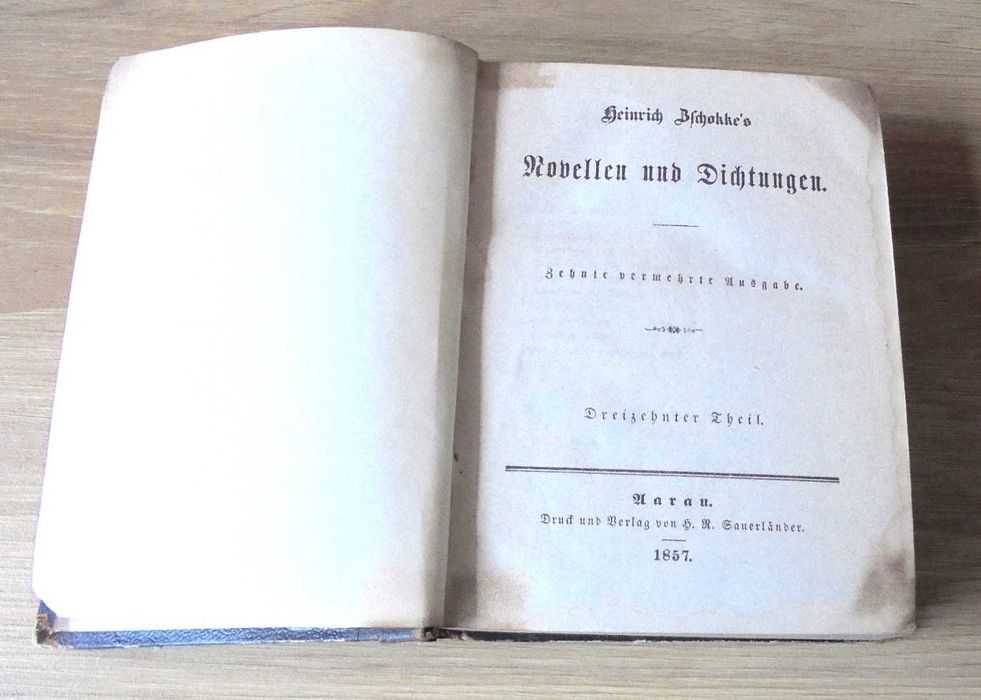 Heinrich Zschokke's
Novellen und Dichtungen.
Zehnte vermehrte Ausgabe.
Dreizehnter Theil.
Aarau.
Druck und Verlag von H. R. Sauerländer.
1857.